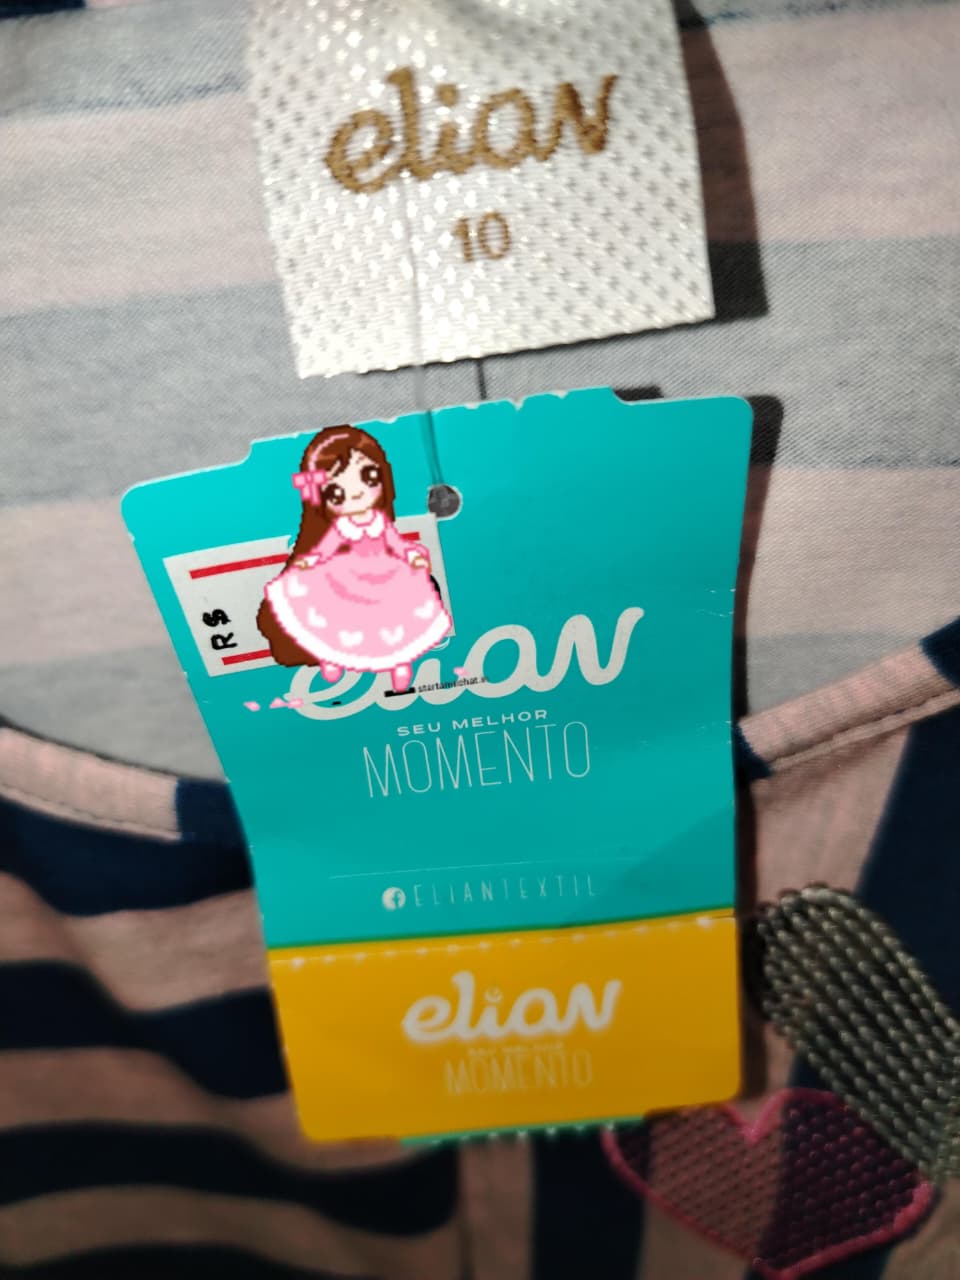 elian
10
R$
elian
SEU MELHOR
MOMENTO
ELIANTEXTIL
elian
MOMENTO